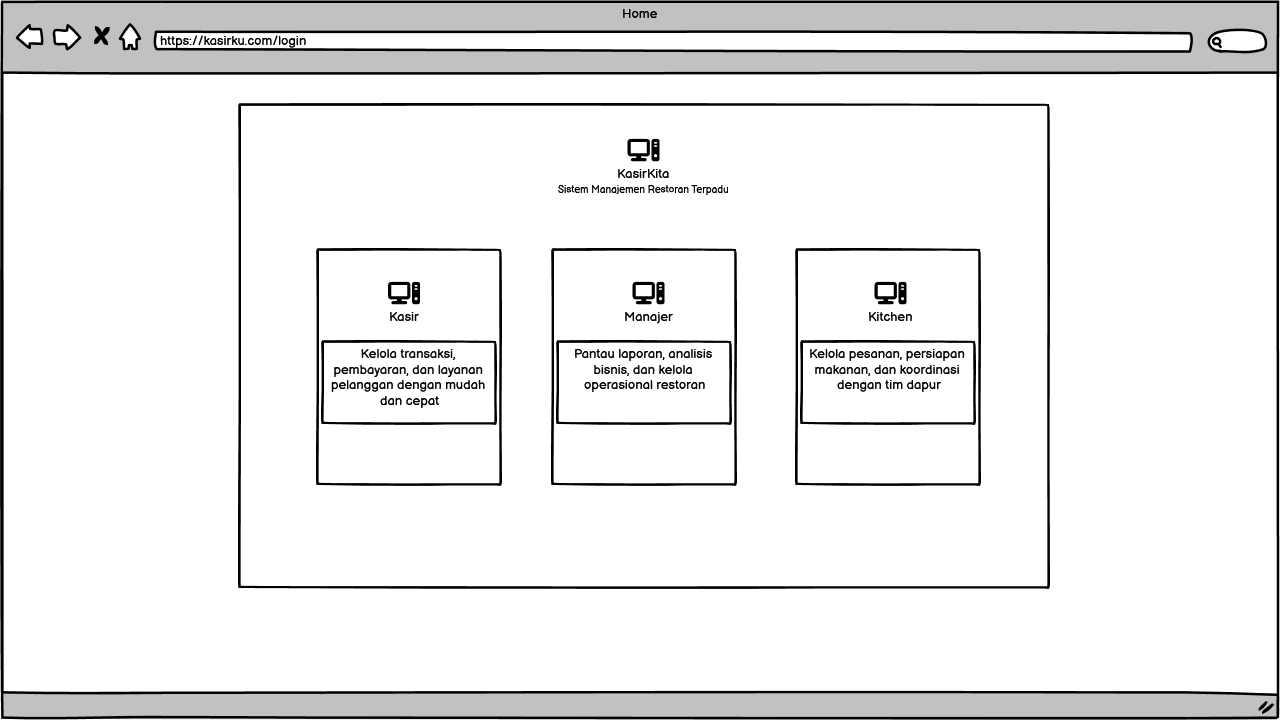 Home
https://kasirku.com/login
KasirKita
Sistem Manajemen Restoran Terpadu
Kasir
Kelola transaksi,
pembayaran, dan layanan
pelanggan dengan mudah
dan cepat
Manajer
Pantau laporan, analisis
bisnis, dan kelola
operasional restoran
Kitchen
Kelola pesanan, persiapan
makanan, dan koordinasi
dengan tim dapur